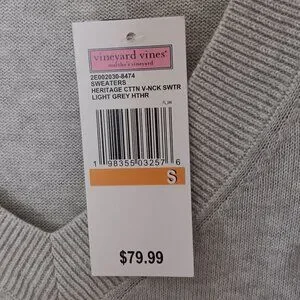 vineyard vines®
martha's vineyard
2E002030-8474
SWEATERS
HERITAGE CTTN V-NCK SWTR
LIGHT GREY HTHR
1 98355 03257 6
S
$79.99